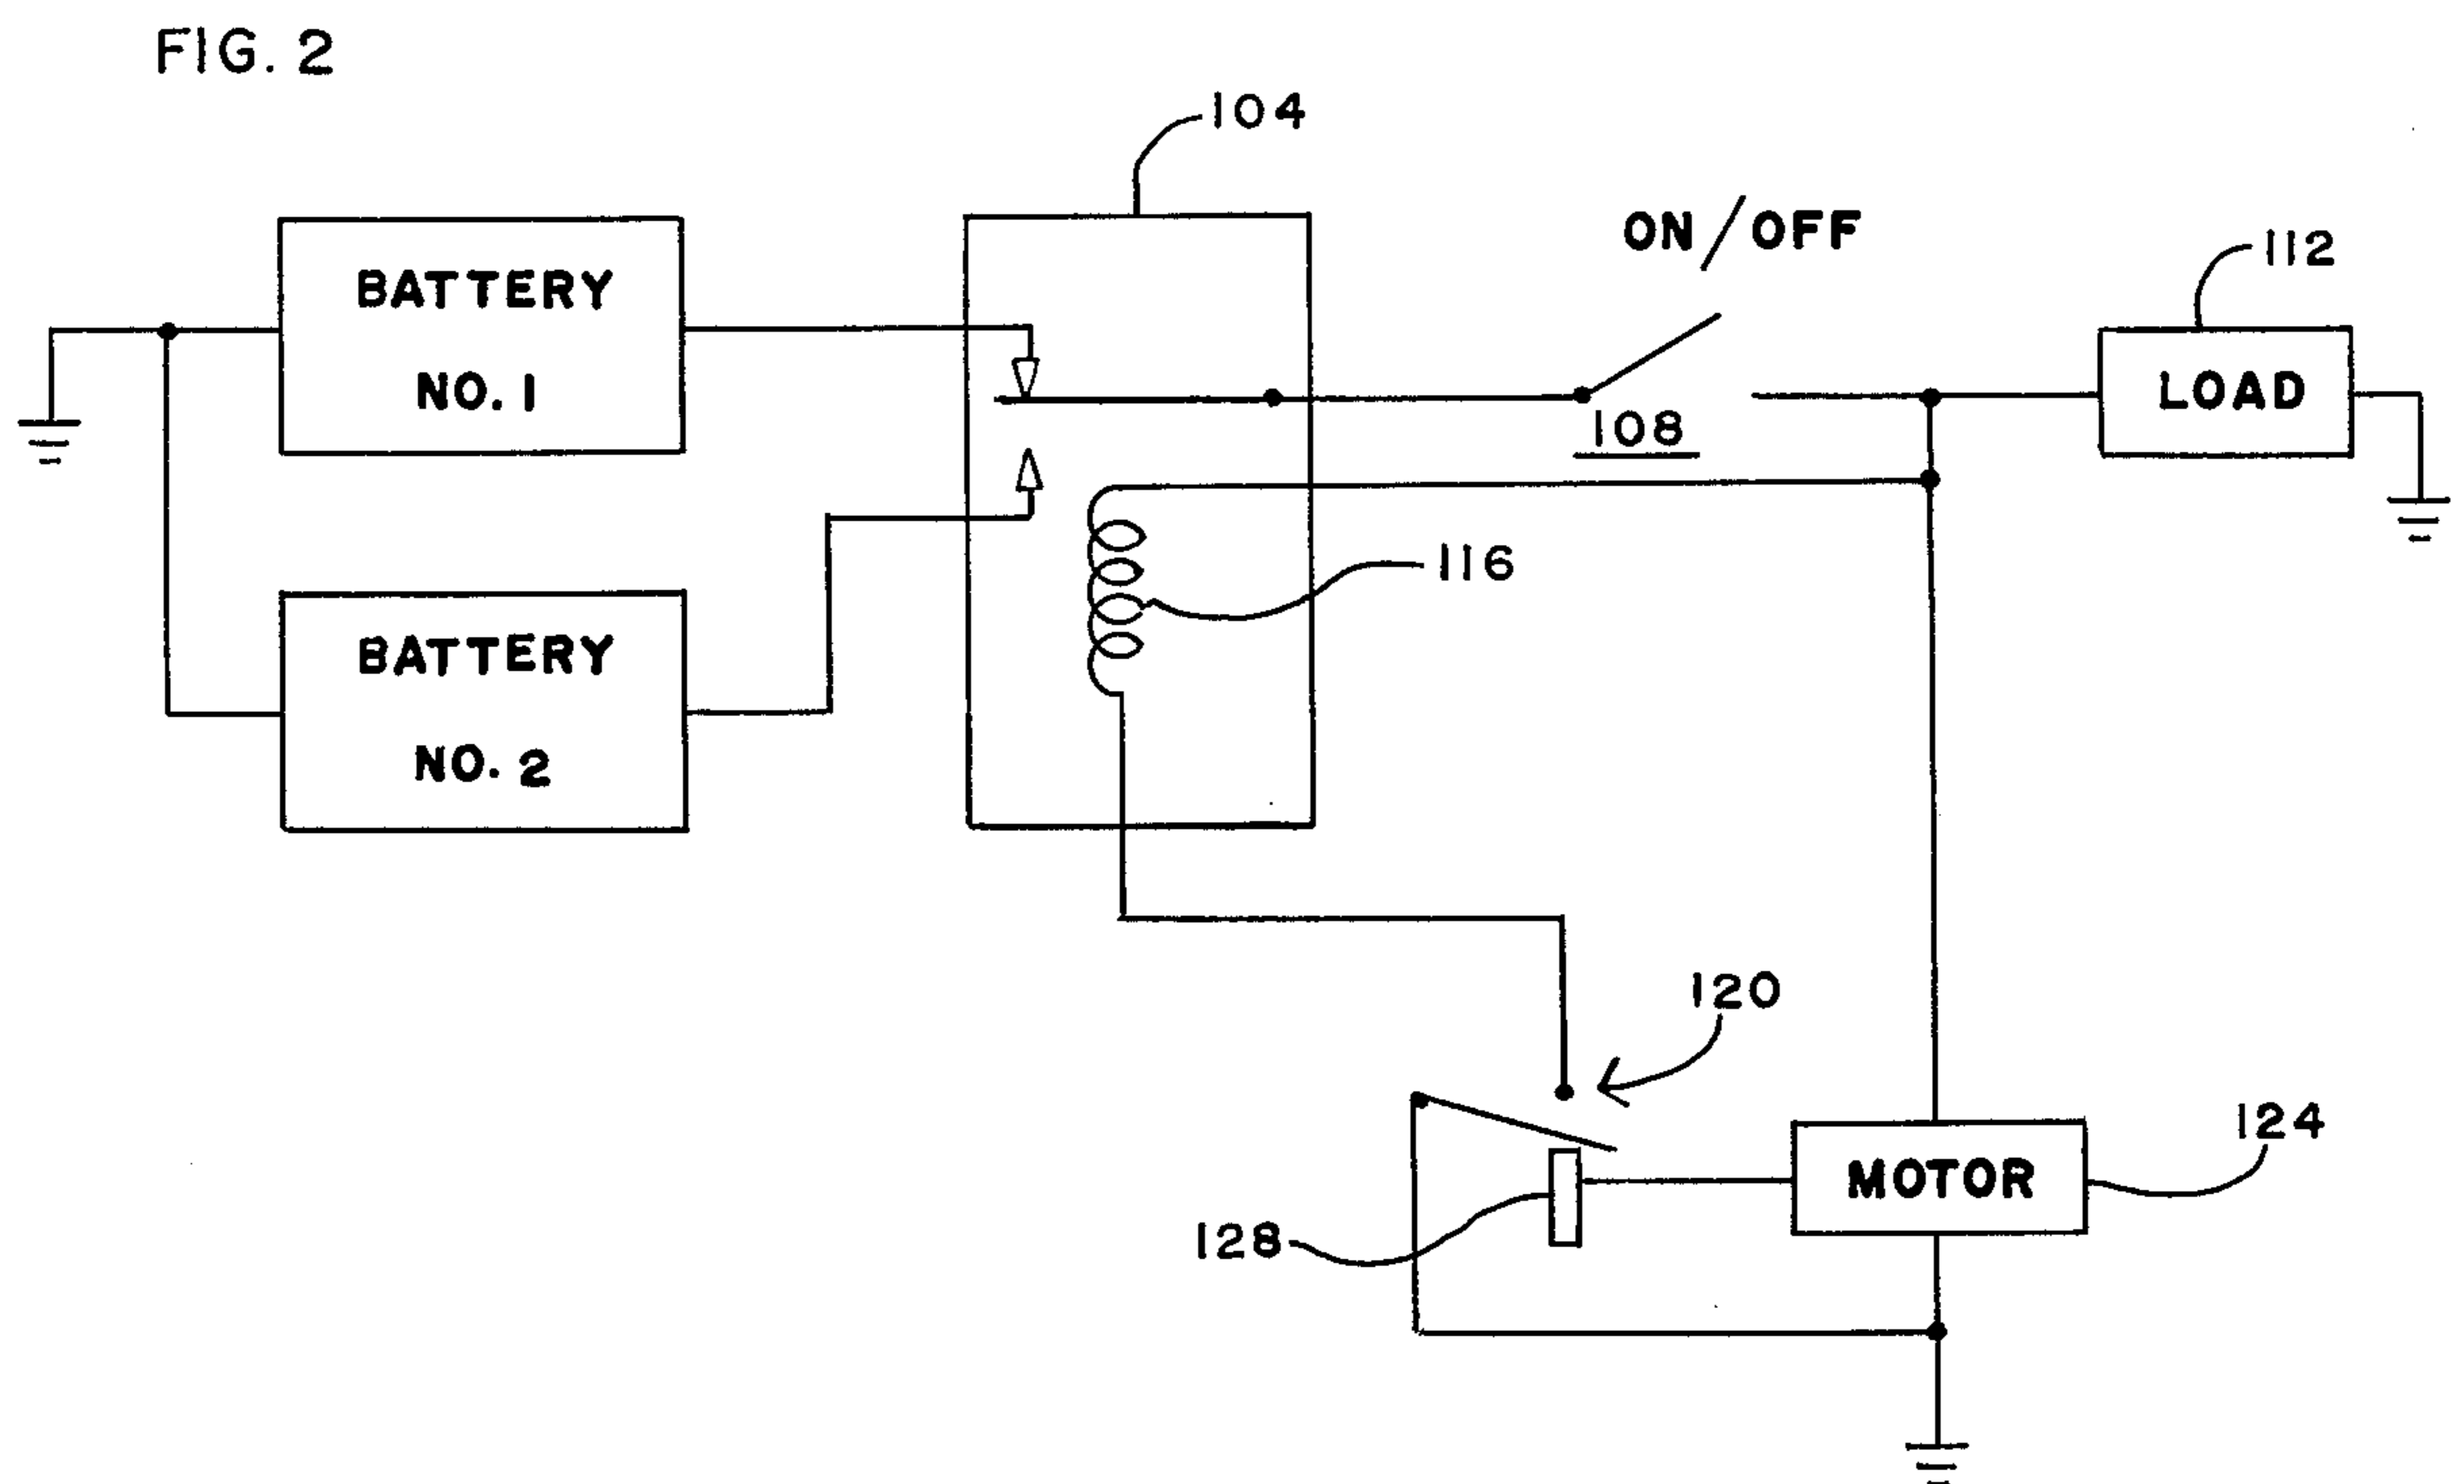 FIG. 2
104
ON/OFF
112
BATTERY
NO. 1
LOAD
108
116
BATTERY
NO. 2
120
124
MOTOR
128